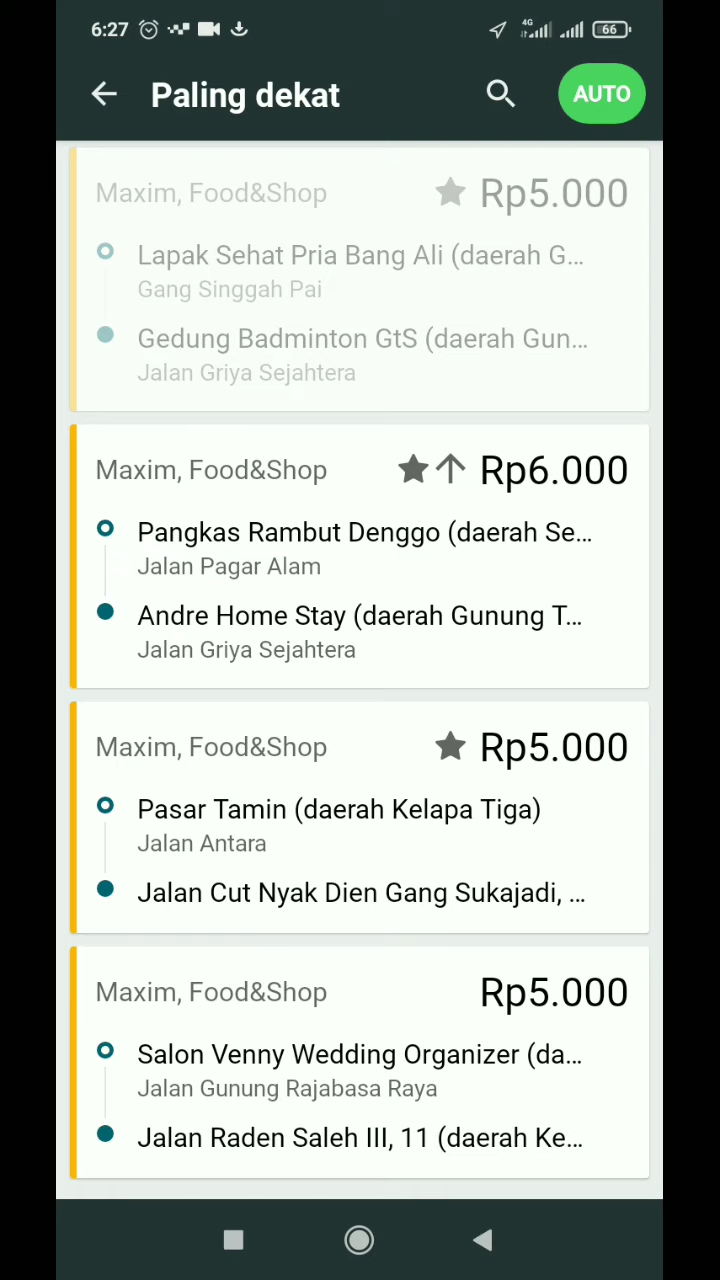 6:27
4G
66
Paling dekat
AUTO
Maxim, Food&Shop
Rp5.000
Lapak Sehat Pria Bang Ali (daerah G...
Gang Singgah Pai
Gedung Badminton GtS (daerah Gun...
Jalan Griya Sejahtera
Maxim, Food&Shop
Rp6.000
Pangkas Rambut Denggo (daerah Se...
Jalan Pagar Alam
Andre Home Stay (daerah Gunung T...
Jalan Griya Sejahtera
Maxim, Food&Shop
Rp5.000
Pasar Tamin (daerah Kelapa Tiga)
Jalan Antara
Jalan Cut Nyak Dien Gang Sukajadi, ...
Maxim, Food&Shop
Rp5.000
Salon Venny Wedding Organizer (da...
Jalan Gunung Rajabasa Raya
Jalan Raden Saleh III, 11 (daerah Ke...